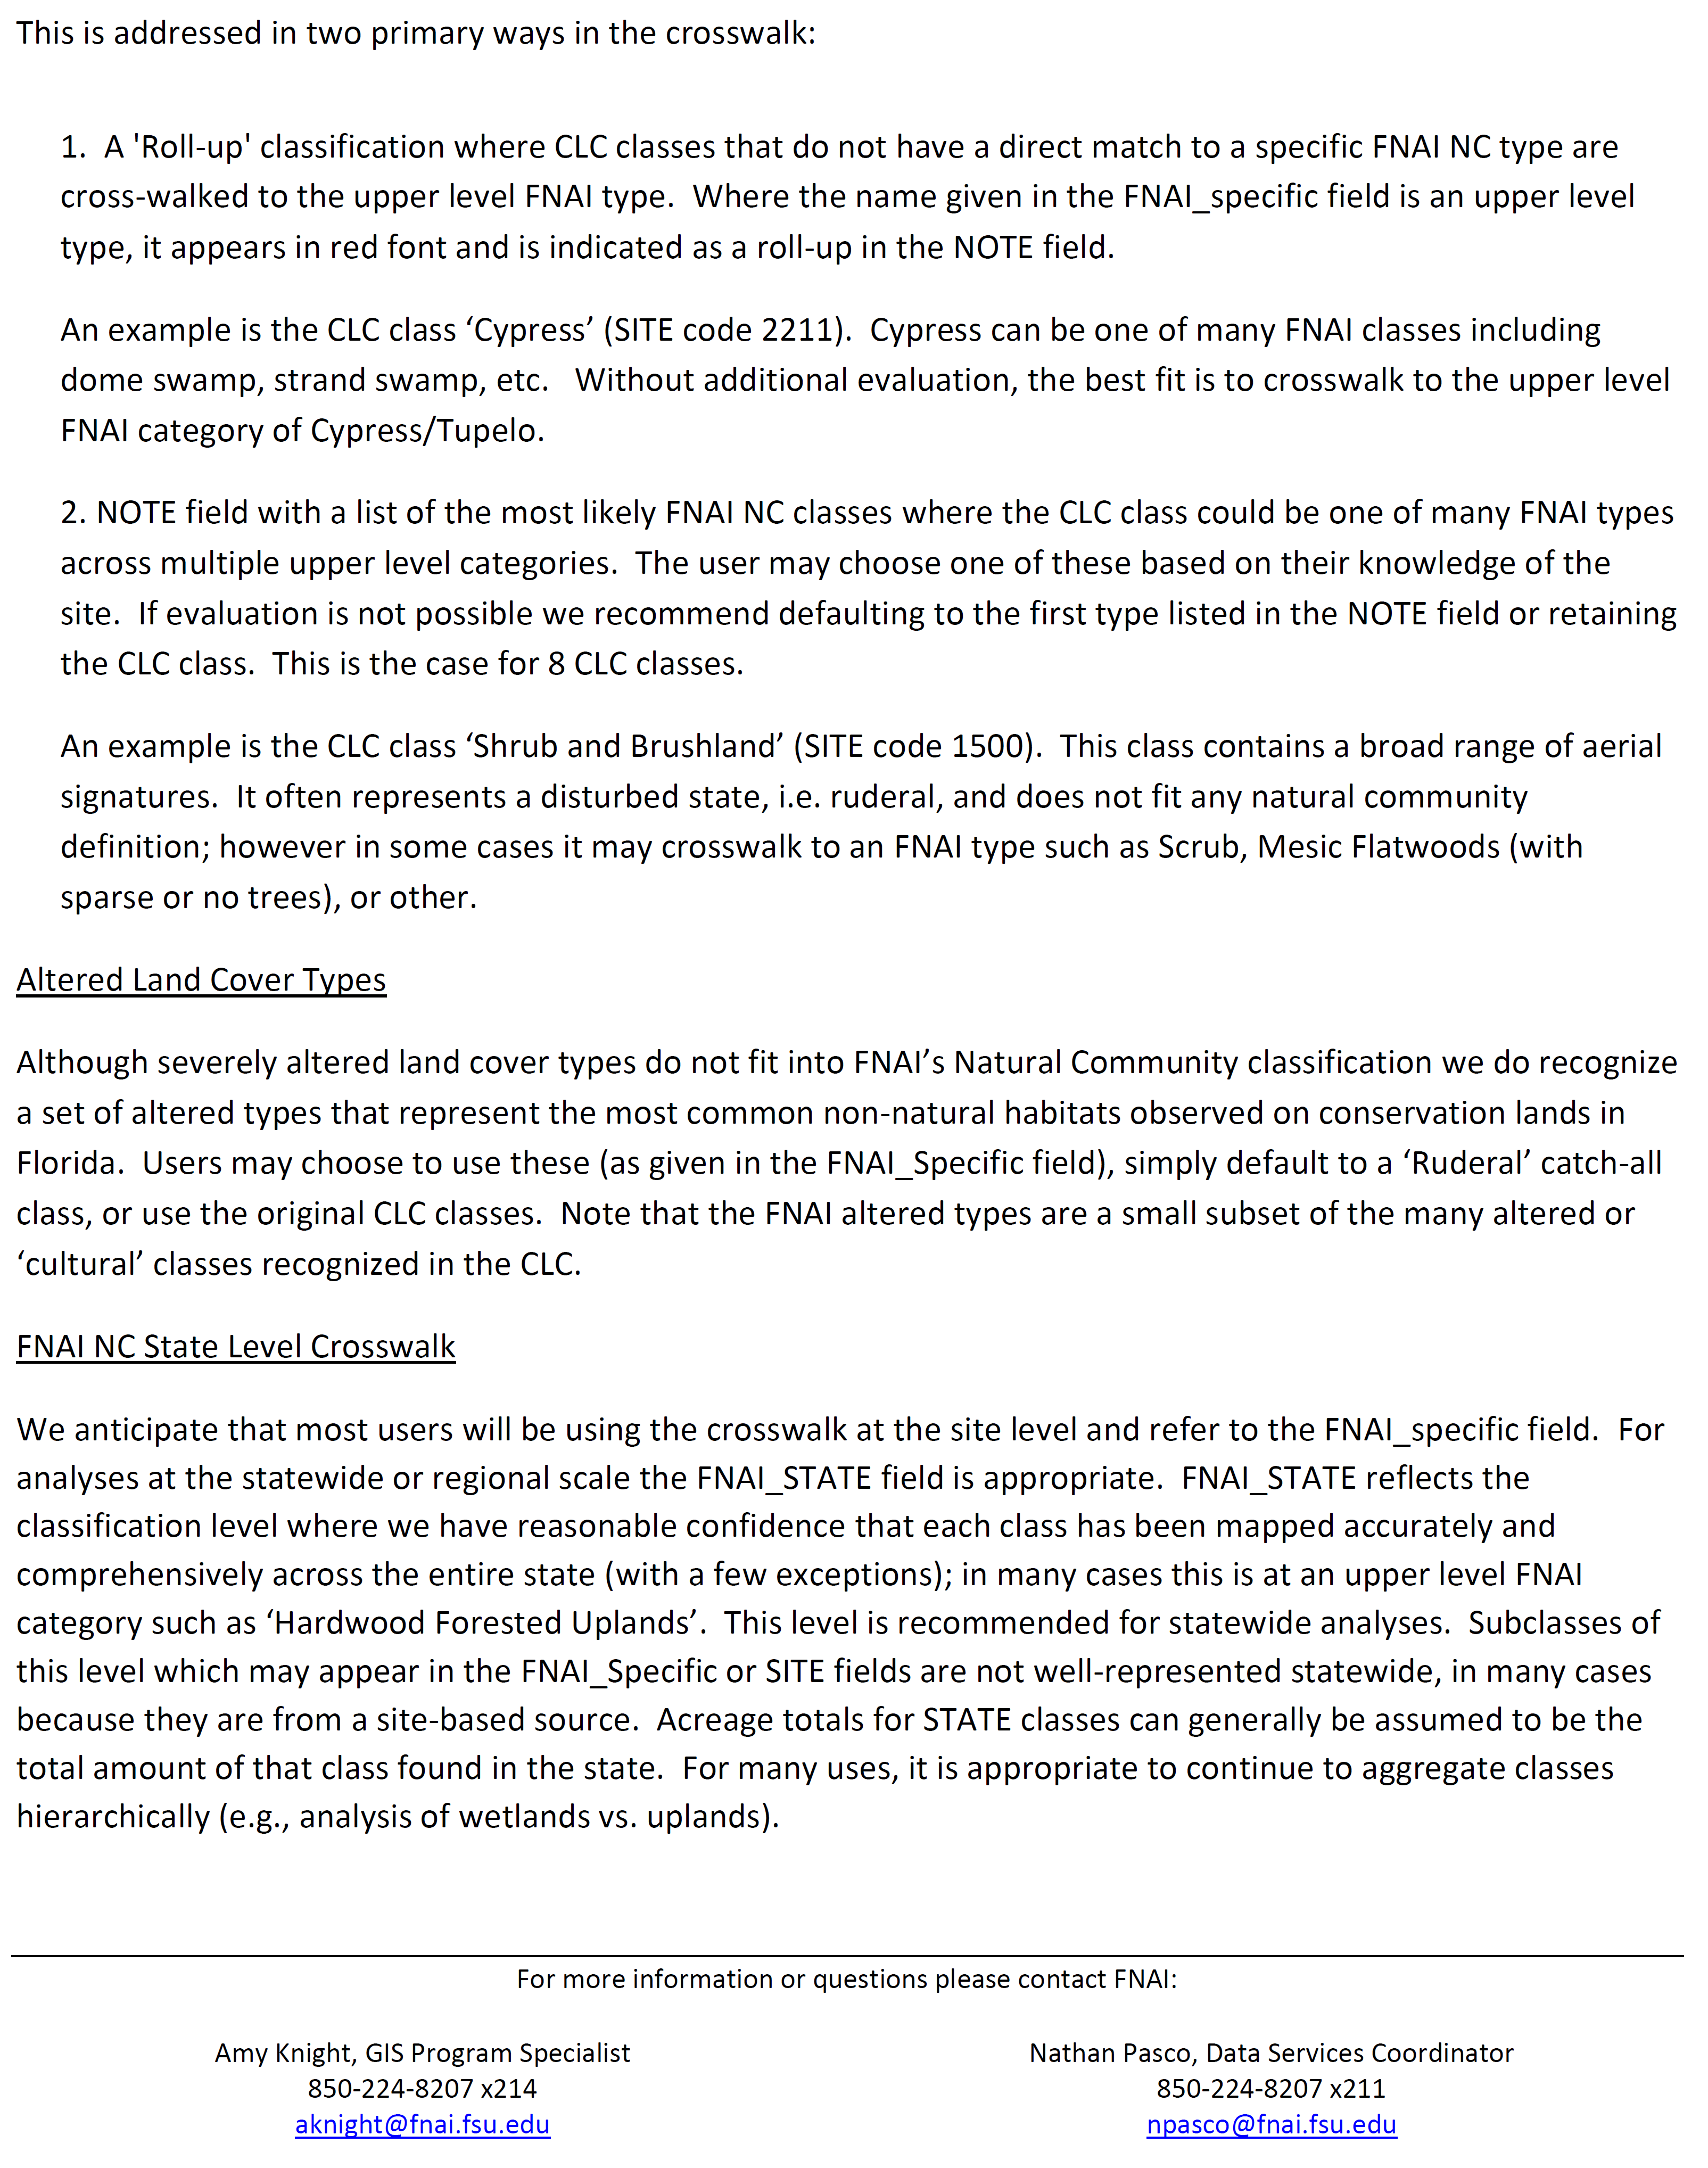 This is addressed in two primary ways in the crosswalk:
1.  A 'Roll-up' classification where CLC classes that do not have a direct match to a specific FNAI NC type are
cross-walked to the upper level FNAI type.  Where the name given in the FNAI_specific field is an upper level
type, it appears in red font and is indicated as a roll-up in the NOTE field.
An example is the CLC class ‘Cypress’ (SITE code 2211).  Cypress can be one of many FNAI classes including
dome swamp, strand swamp, etc.   Without additional evaluation, the best fit is to crosswalk to the upper level
FNAI category of Cypress/Tupelo.
2. NOTE field with a list of the most likely FNAI NC classes where the CLC class could be one of many FNAI types
across multiple upper level categories.  The user may choose one of these based on their knowledge of the
site.  If evaluation is not possible we recommend defaulting to the first type listed in the NOTE field or retaining
the CLC class.  This is the case for 8 CLC classes.
An example is the CLC class ‘Shrub and Brushland’ (SITE code 1500).  This class contains a broad range of aerial
signatures.  It often represents a disturbed state, i.e. ruderal, and does not fit any natural community
definition; however in some cases it may crosswalk to an FNAI type such as Scrub, Mesic Flatwoods (with
sparse or no trees), or other.
Altered Land Cover Types
Although severely altered land cover types do not fit into FNAI’s Natural Community classification we do recognize
a set of altered types that represent the most common non-natural habitats observed on conservation lands in
Florida.  Users may choose to use these (as given in the FNAI_Specific field), simply default to a ‘Ruderal’ catch-all
class, or use the original CLC classes.  Note that the FNAI altered types are a small subset of the many altered or
‘cultural’ classes recognized in the CLC.
FNAI NC State Level Crosswalk
We anticipate that most users will be using the crosswalk at the site level and refer to the FNAI_specific field.  For
analyses at the statewide or regional scale the FNAI_STATE field is appropriate.  FNAI_STATE reflects the
classification level where we have reasonable confidence that each class has been mapped accurately and
comprehensively across the entire state (with a few exceptions); in many cases this is at an upper level FNAI
category such as ‘Hardwood Forested Uplands’.  This level is recommended for statewide analyses.  Subclasses of
this level which may appear in the FNAI_Specific or SITE fields are not well-represented statewide, in many cases
because they are from a site-based source.  Acreage totals for STATE classes can generally be assumed to be the
total amount of that class found in the state.  For many uses, it is appropriate to continue to aggregate classes
hierarchically (e.g., analysis of wetlands vs. uplands).
For more information or questions please contact FNAI:
Amy Knight, GIS Program Specialist
850-224-8207 x214
aknight@fnai.fsu.edu
Nathan Pasco, Data Services Coordinator
850-224-8207 x211
npasco@fnai.fsu.edu